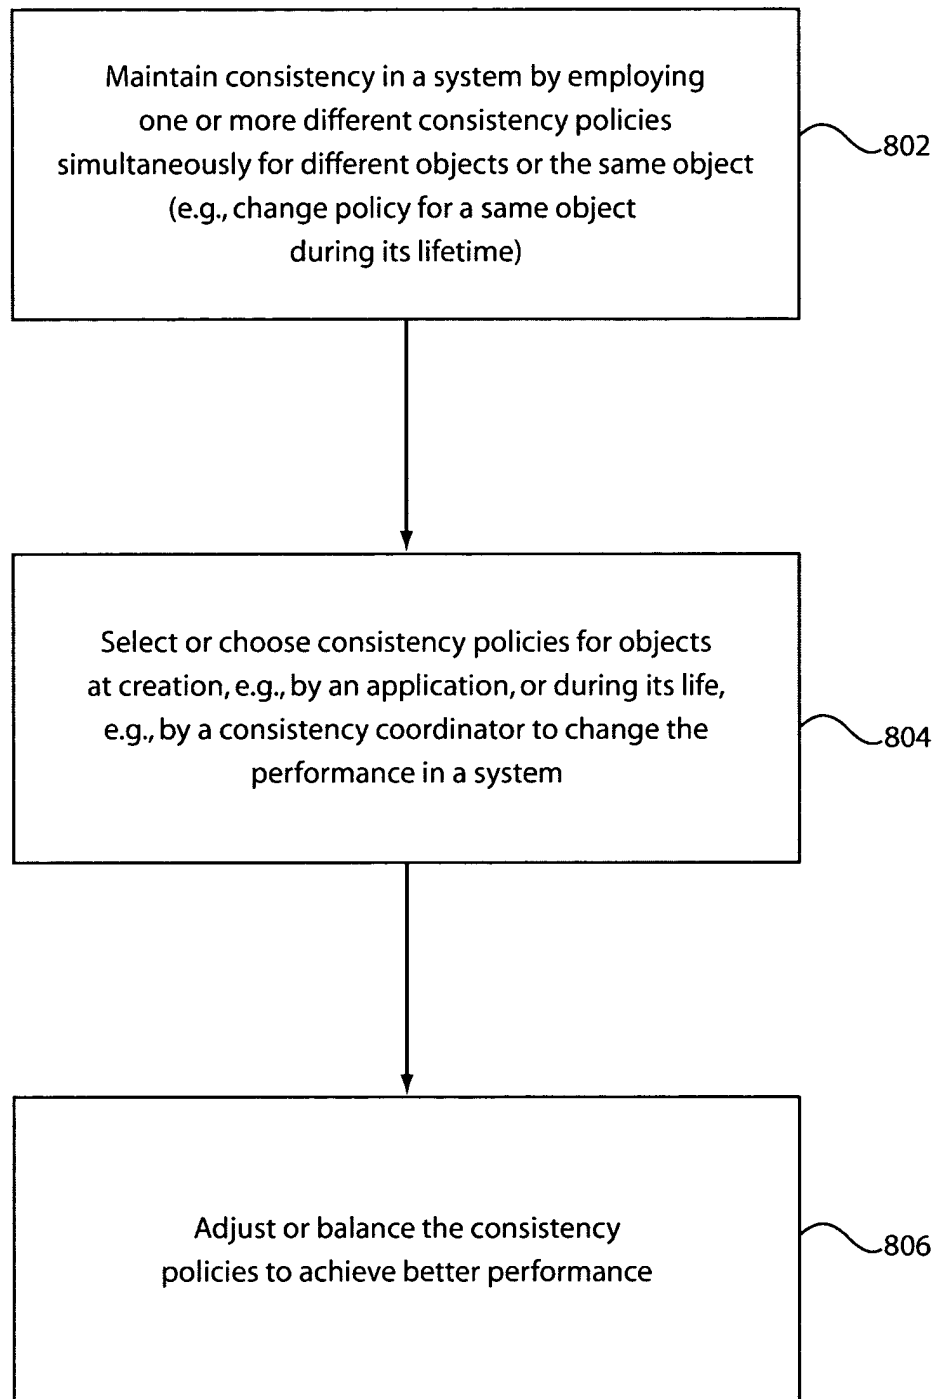 Maintain consistency in a system by employing
one or more different consistency policies
simultaneously for different objects or the same object
(e.g., change policy for a same object
during its lifetime)
802
Select or choose consistency policies for objects
at creation, e.g., by an application, or during its life,
e.g., by a consistency coordinator to change the
performance in a system
804
Adjust or balance the consistency
policies to achieve better performance
806